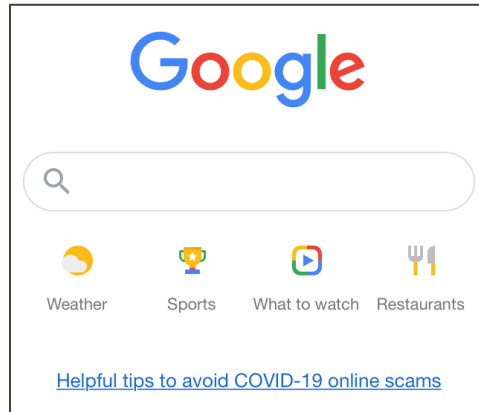 Google
Weather Sports What to watch Restaurants
Helpful tips to avoid COVID-19 online scams